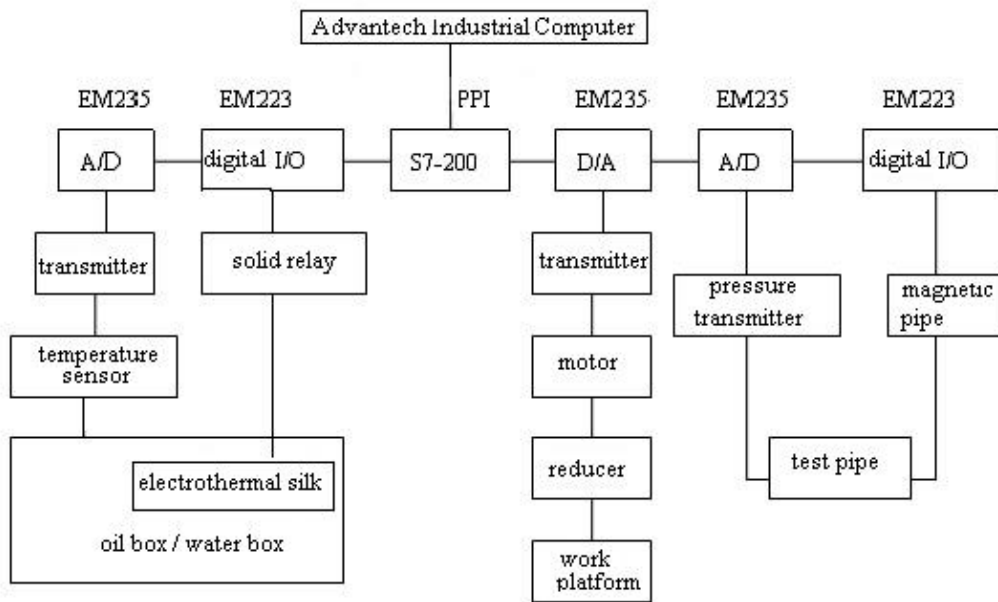 Advantech Industrial Computer
EM235
EM223
PPI
EM235
EM235
EM223
A/D
digital I/O
S7-200
D/A
A/D
digital I/O
transmitter
solid relay
transmitter
pressure
transmitter
magnetic
pipe
temperature
sensor
motor
electrothermal silk
reducer
test pipe
oil box / water box
work
platform